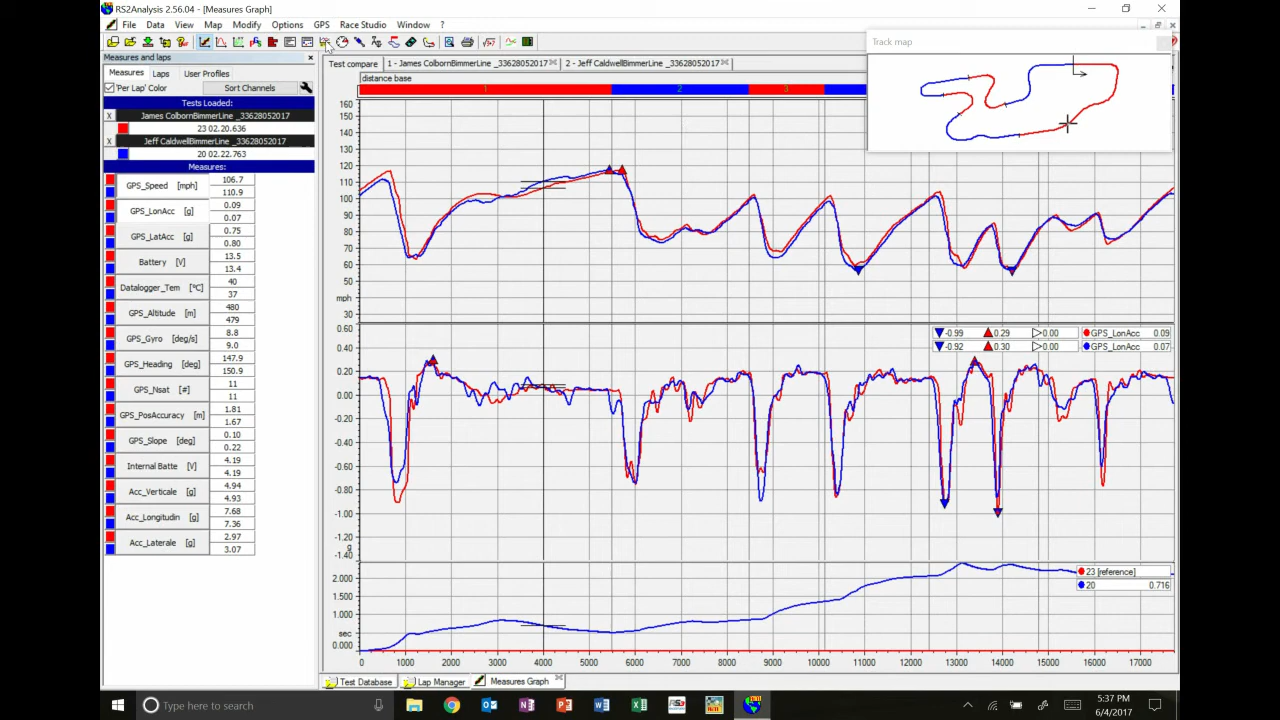 RS2Analysis 2.56.04 - [Measures Graph]
File Data View Map Modify Options GPS Race Studio Window ?
Measures and laps
Measures Laps User Profiles
'Per Lap' Color Sort Channels
Tests Loaded:
X James ColbornBimmerLine _33628052017
23 02.20.636
X Jeff CaldwellBimmerLine _33628052017
20 02.22.763
Measures:
GPS_Speed [mph] 106.7
110.9
GPS_LonAcc [g] 0.09
0.07
GPS_LatAcc [g] 0.75
0.80
Battery [V] 13.5
13.4
Datalogger_Tem [°C] 40
37
GPS_Altitude [m] 480
479
GPS_Gyro [deg/s] 8.8
9.0
GPS_Heading [deg] 147.9
150.9
GPS_Nsat [#] 11
11
GPS_PosAccuracy [m] 1.81
1.67
GPS_Slope [deg] 0.10
0.22
Internal Batte [V] 4.19
4.19
Acc_Verticale [g] 4.94
4.93
Acc_Longitudin [g] 7.68
7.36
Acc_Laterale [g] 2.97
3.07
Test compare 1 - James ColbornBimmerLine _33628052017 2 - Jeff CaldwellBimmerLine _33628052017
distance base
1 2 3
Track map
160
150
140
130
120
110
100
90
80
70
60
50
mph
30
0.60
0.40
0.20
0.00
-0.20
-0.40
-0.60
-0.80
-1.00
g
-1.40
-0.99 0.29 0.00 GPS_LonAcc 0.09
-0.92 0.30 0.00 GPS_LonAcc 0.07
2.000
1.500
1.000
sec
0.000
23 [reference]
20 0.716
0 1000 2000 3000 4000 5000 6000 7000 8000 9000 10000 11000 12000 13000 14000 15000 16000 17000
Test Database Lap Manager Measures Graph
Type here to search
5:37 PM
6/4/2017